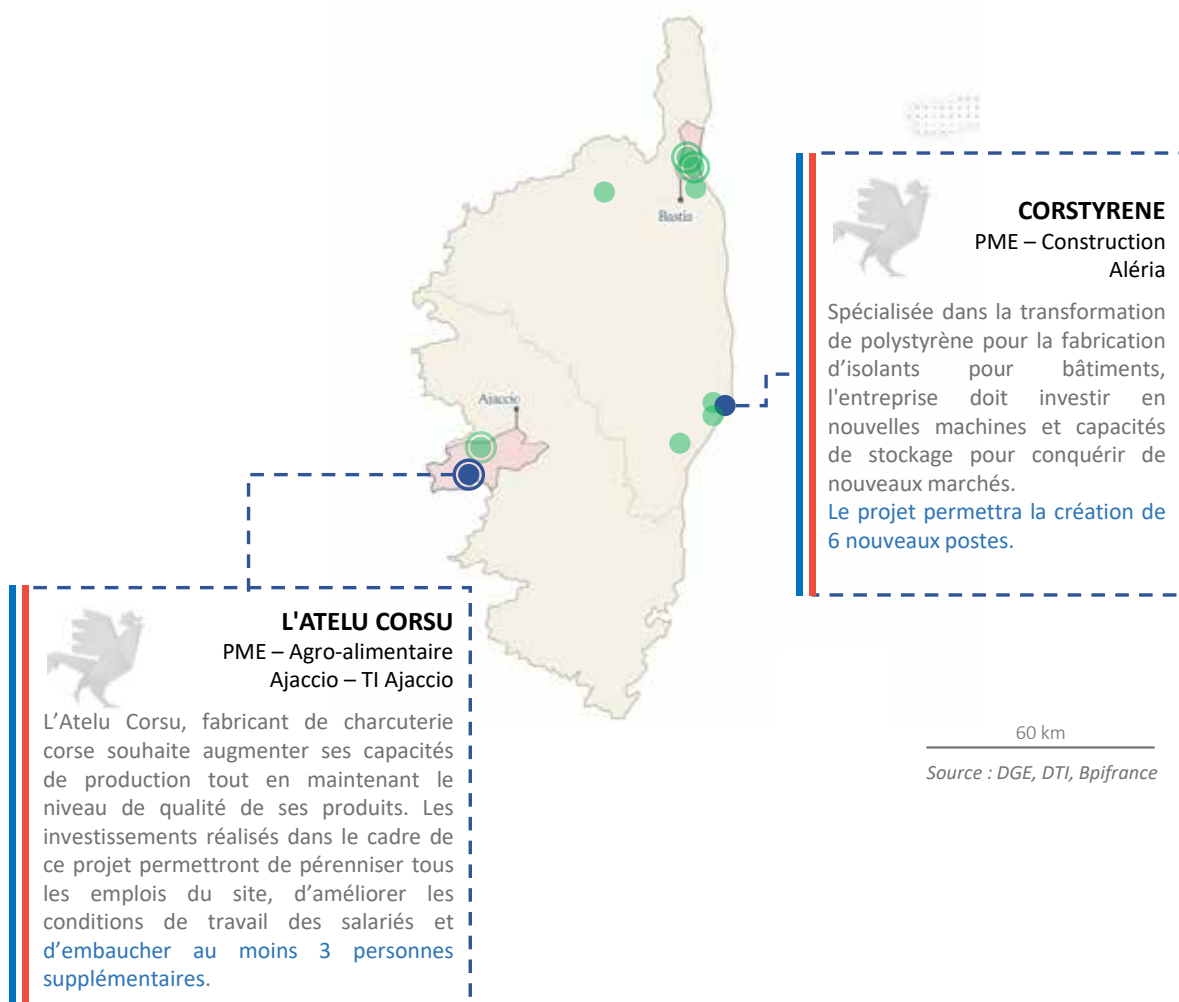 Bastia
Ajaccio
CORSTYRENE
PME – Construction
Aléria
Spécialisée dans la transformation
de polystyrène pour la fabrication
d’isolants pour bâtiments,
l'entreprise doit investir en
nouvelles machines et capacités
de stockage pour conquérir de
nouveaux marchés.
Le projet permettra la création de
6 nouveaux postes.
L'ATELU CORSU
PME – Agro-alimentaire
Ajaccio – TI Ajaccio
L’Atelu Corsu, fabricant de charcuterie
corse souhaite augmenter ses capacités
de production tout en maintenant le
niveau de qualité de ses produits. Les
investissements réalisés dans le cadre de
ce projet permettront de pérenniser tous
les emplois du site, d’améliorer les
conditions de travail des salariés et
d’embaucher au moins 3 personnes
supplémentaires.
60 km
Source : DGE, DTI, Bpifrance